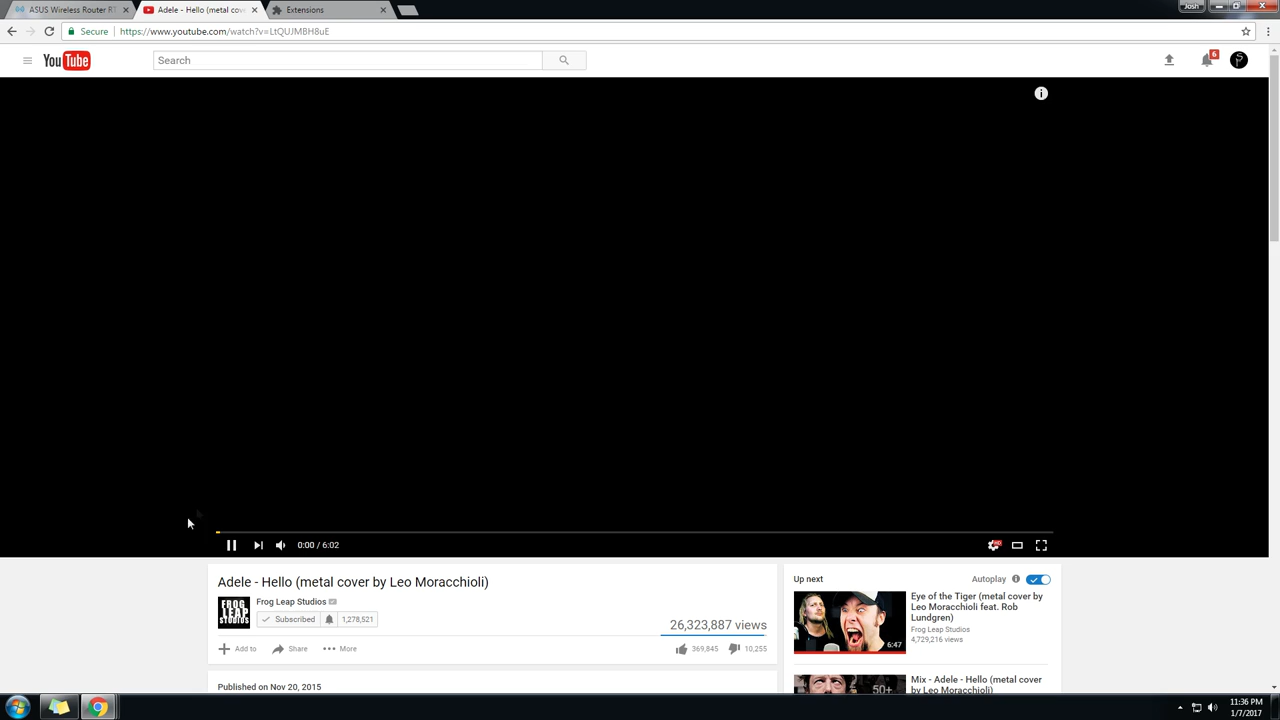 ASUS Wireless Router RT
Adele - Hello (metal cov
Extensions
Josh
Secure
https://www.youtube.com/watch?v=LtQUJMBH8uE
YouTube
Search
6
i
0:00 / 6:02
HD
Adele - Hello (metal cover by Leo Moracchioli)
FROG
LEAP
STUDIOS
Frog Leap Studios
Subscribed
1,278,521
26,323,887 views
Add to
Share
More
369,845
10,255
Published on Nov 20, 2015
Up next
Autoplay
6:47
Eye of the Tiger (metal cover by
Leo Moracchioli feat. Rob
Lundgren)
Frog Leap Studios
4,729,216 views
50+
Mix - Adele - Hello (metal cover
by Leo Moracchioli)
11:36 PM
1/7/2017